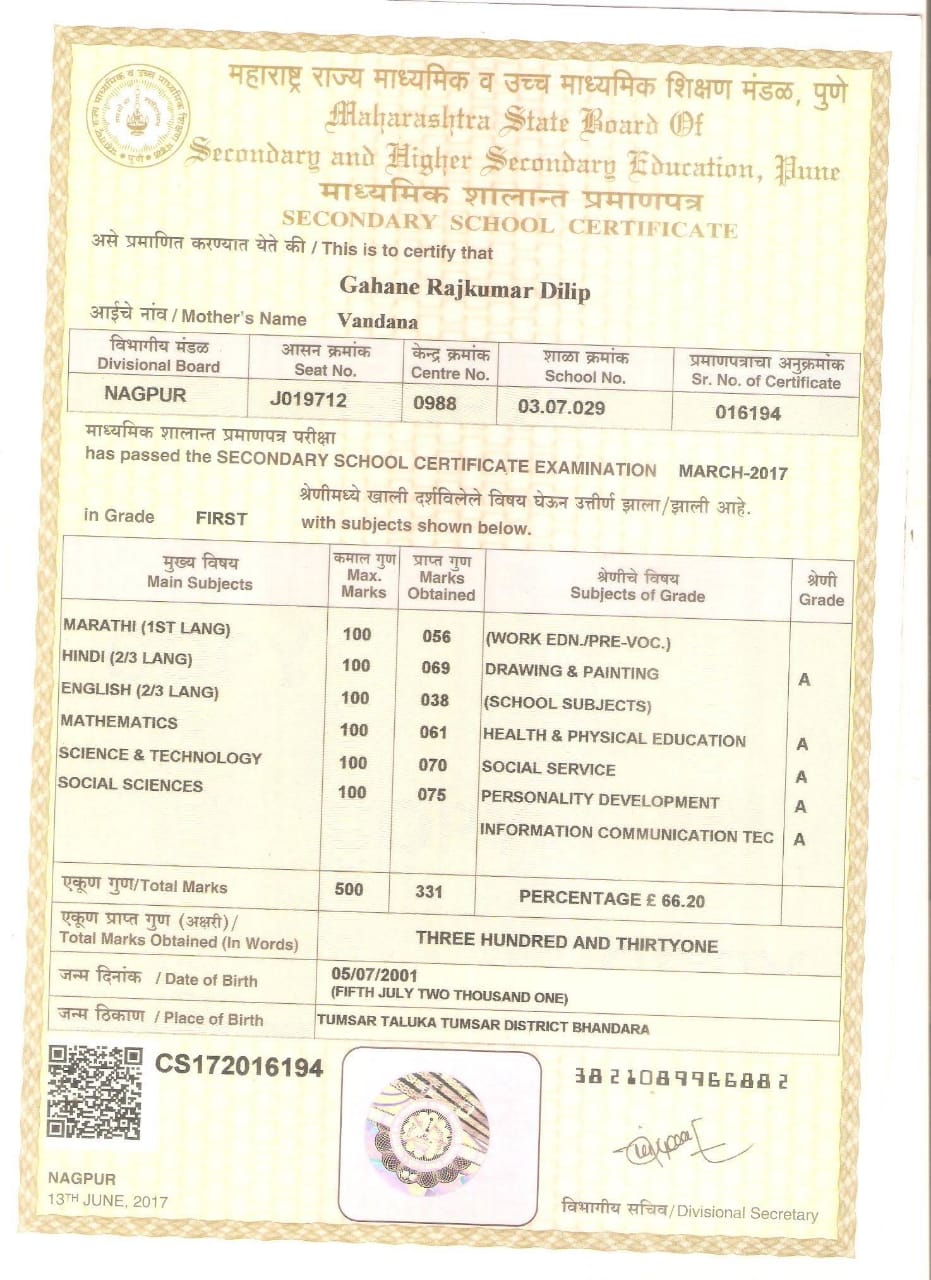 महाराष्ट्र राज्य माध्यमिक व उच्च माध्यमिक शिक्षण मंडळ, पुणे
Maharashtra State Board Of
Secondary and Higher Secondary Education, Pune
माध्यमिक शालान्त प्रमाणपत्र
SECONDARY SCHOOL CERTIFICATE
असे प्रमाणित करण्यात येते की / This is to certify that
Gahane Rajkumar Dilip
आईचे नांव / Mother's Name Vandana
विभागीय मंडळ आसन क्रमांक केन्द्र क्रमांक शाळा क्रमांक प्रमाणपत्राचा अनुक्रमांक
Divisional Board Seat No. Centre No. School No. Sr. No. of Certificate
NAGPUR J019712 0988 03.07.029 016194
माध्यमिक शालान्त प्रमाणपत्र परीक्षा
has passed the SECONDARY SCHOOL CERTIFICATE EXAMINATION MARCH-2017
श्रेणीमध्ये खाली दर्शविलेले विषय घेऊन उत्तीर्ण झाला/झाली आहे.
in Grade FIRST with subjects shown below.
मुख्य विषय कमाल गुण प्राप्त गुण श्रेणीचे विषय श्रेणी
Main Subjects Max. Marks Marks Obtained Subjects of Grade Grade
MARATHI (1ST LANG) 100 056 (WORK EDN./PRE-VOC.)
HINDI (2/3 LANG) 100 069 DRAWING & PAINTING A
ENGLISH (2/3 LANG) 100 038 (SCHOOL SUBJECTS)
MATHEMATICS 100 061 HEALTH & PHYSICAL EDUCATION A
SCIENCE & TECHNOLOGY 100 070 SOCIAL SERVICE A
SOCIAL SCIENCES 100 075 PERSONALITY DEVELOPMENT A
INFORMATION COMMUNICATION TEC A
एकूण गुण/Total Marks 500 331 PERCENTAGE £ 66.20
एकूण प्राप्त गुण (अक्षरी)/
Total Marks Obtained (In Words) THREE HUNDRED AND THIRTYONE
जन्म दिनांक / Date of Birth 05/07/2001
(FIFTH JULY TWO THOUSAND ONE)
जन्म ठिकाण / Place of Birth TUMSAR TALUKA TUMSAR DISTRICT BHANDARA
CS172016194
3821089966882
NAGPUR
13TH JUNE, 2017
विभागीय सचिव/Divisional Secretary